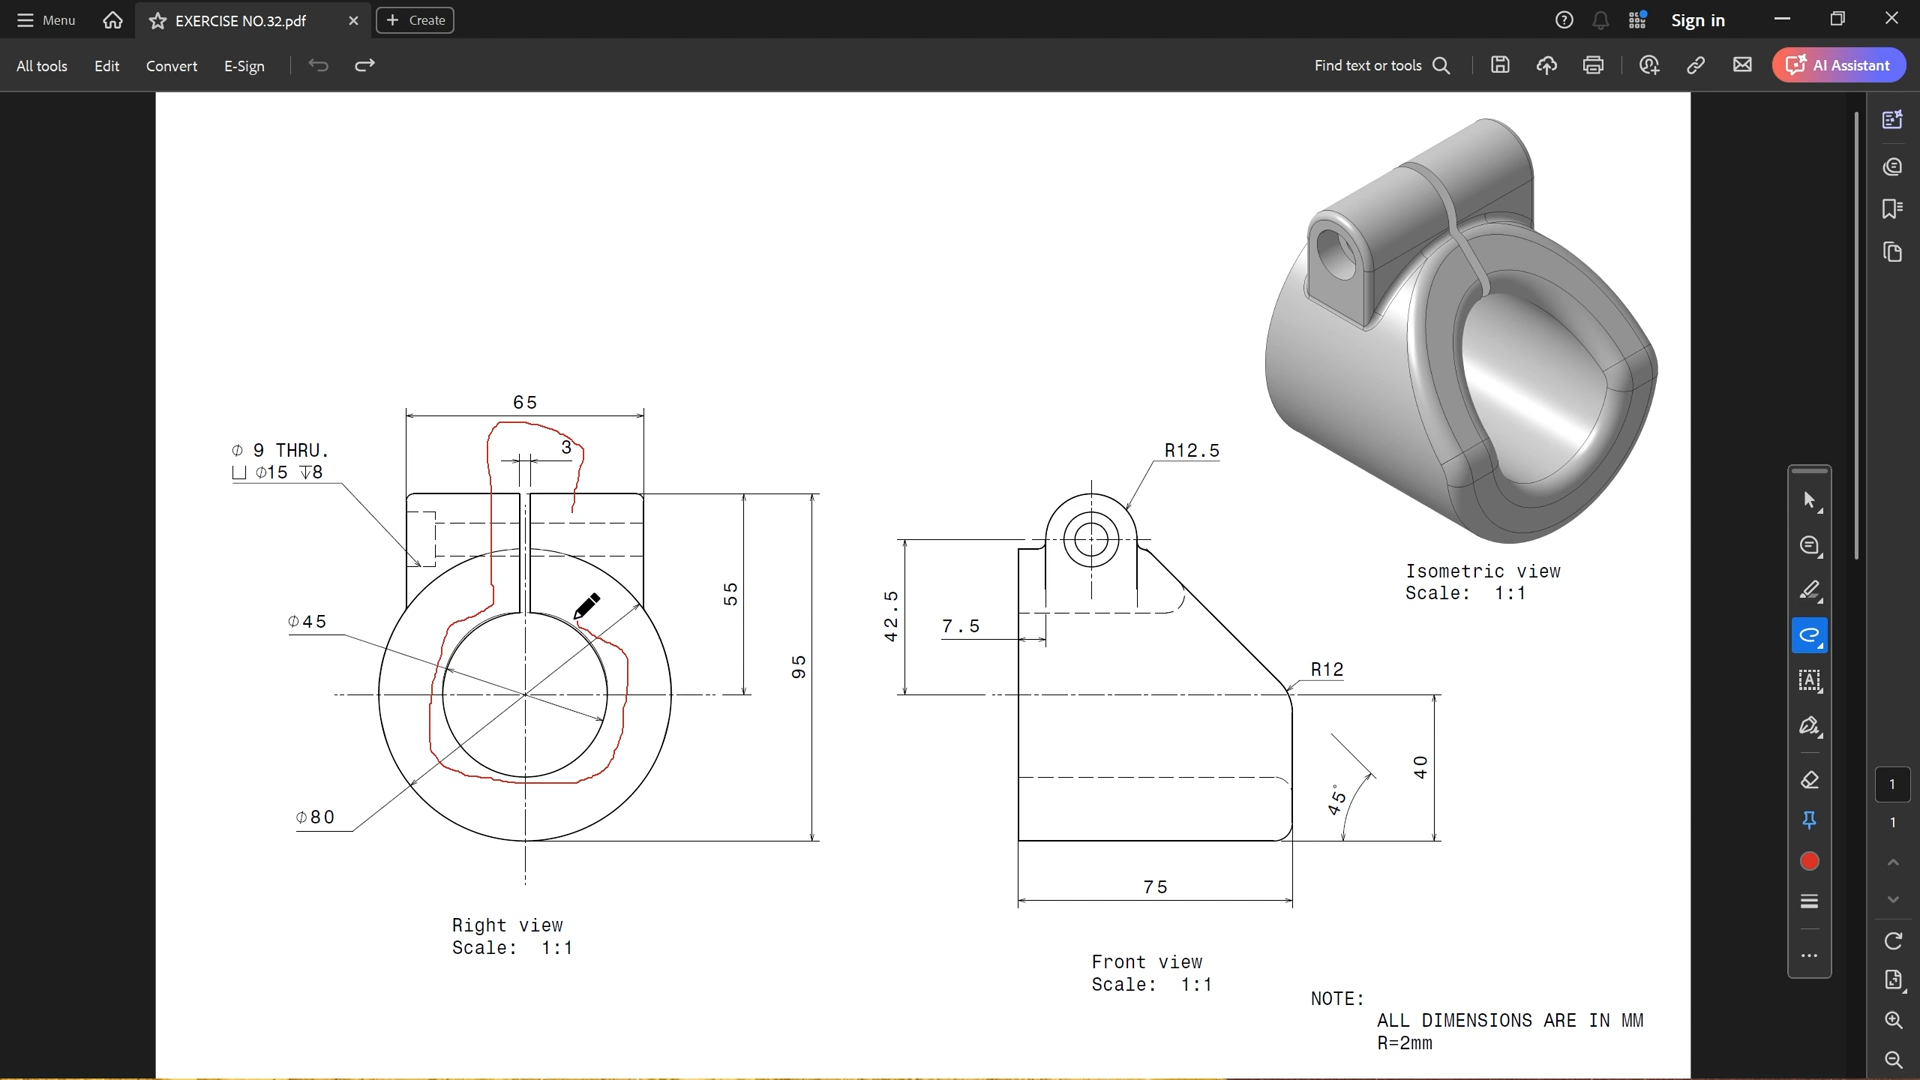 Menu
EXERCISE NO.32.pdf
Create
Sign in
All tools
Edit
Convert
E-Sign
Find text or tools
AI Assistant
65
3
∅ 9 THRU.
⌴ ∅15 ↧8
∅45
∅80
55
95
Right view
Scale: 1:1
R12.5
42.5
7.5
R12
40
45°
75
Front view
Scale: 1:1
Isometric view
Scale: 1:1
NOTE:
ALL DIMENSIONS ARE IN MM
R=2mm
1
1